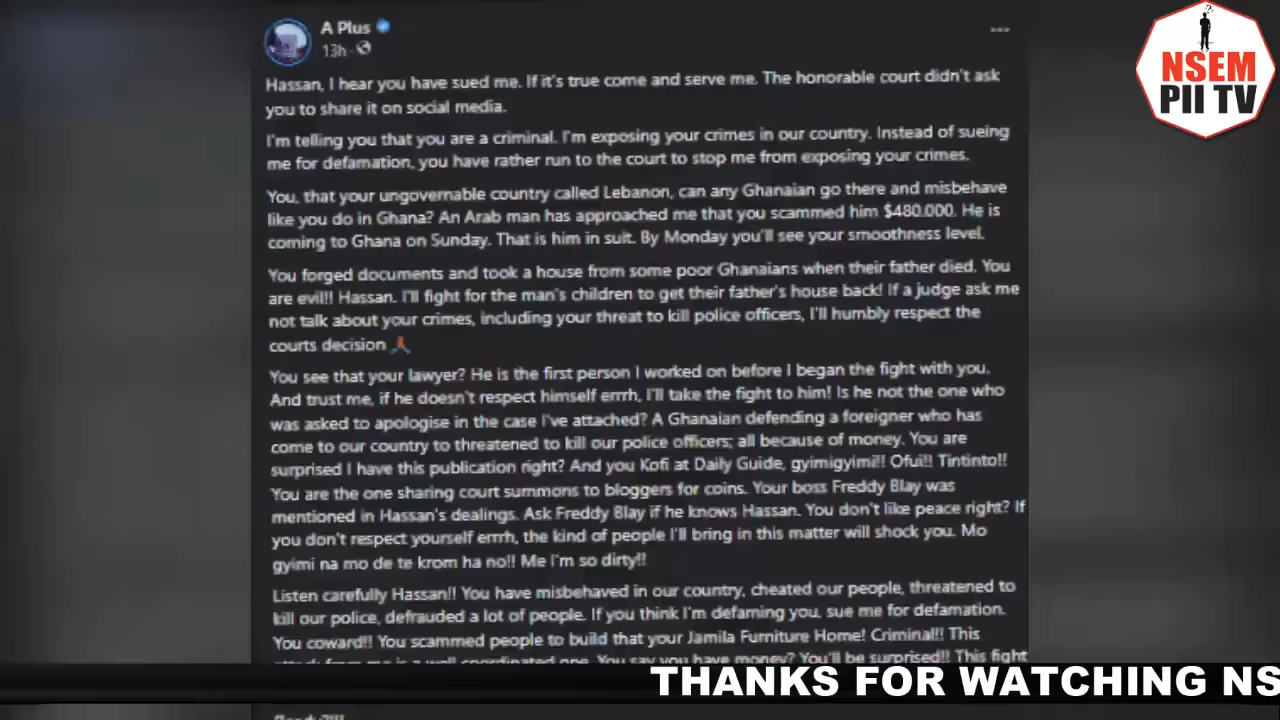 A Plus
13h
NSEM
PII TV
Hassan, I hear you have sued me. If it's true come and serve me. The honorable court didn't ask
you to share it on social media.
I'm telling you that you are a criminal. I'm exposing your crimes in our country. Instead of sueing
me for defamation, you have rather run to the court to stop me from exposing your crimes.
You, that your ungovernable country called Lebanon, can any Ghanaian go there and misbehave
like you do in Ghana? An Arab man has approached me that you scammed him $480.000. He is
coming to Ghana on Sunday. That is him in suit. By Monday you'll see your smoothness level.
You forged documents and took a house from some poor Ghanaians when their father died. You
are evil!! Hassan. I'll fight for the man's children to get their father's house back! If a judge ask me
not talk about your crimes, including your threat to kill police officers, I'll humbly respect the
courts decision
You see that your lawyer? He is the first person I worked on before I began the fight with you.
And trust me, if he doesn't respect himself errrh, I'll take the fight to him! Is he not the one who
was asked to apologise in the case I've attached? A Ghanaian defending a foreigner who has
come to our country to threatened to kill our police officers; all because of money. You are
surprised I have this publication right? And you Kofi at Daily Guide, gyimigyimi!! Ofui!! Tintinto!!
You are the one sharing court summons to bloggers for coins. Your boss Freddy Blay was
mentioned in Hassan's dealings. Ask Freddy Blay if he knows Hassan. You don't like peace right? If
you don't respect yourself errrh, the kind of people I'll bring in this matter will shock you. Mo
gyimi na mo de te krom ha no!! Me I'm so dirty!!
Listen carefully Hassan!! You have misbehaved in our country, cheated our people, threatened to
kill our police, defrauded a lot of people. If you think I'm defaming you, sue me for defamation.
You coward!! You scammed people to build that your Jamila Furniture Home! Criminal!! This
attack from me is a well coordinated one. You say you have money? You'll be surprised!! This fight
THANKS FOR WATCHING NS